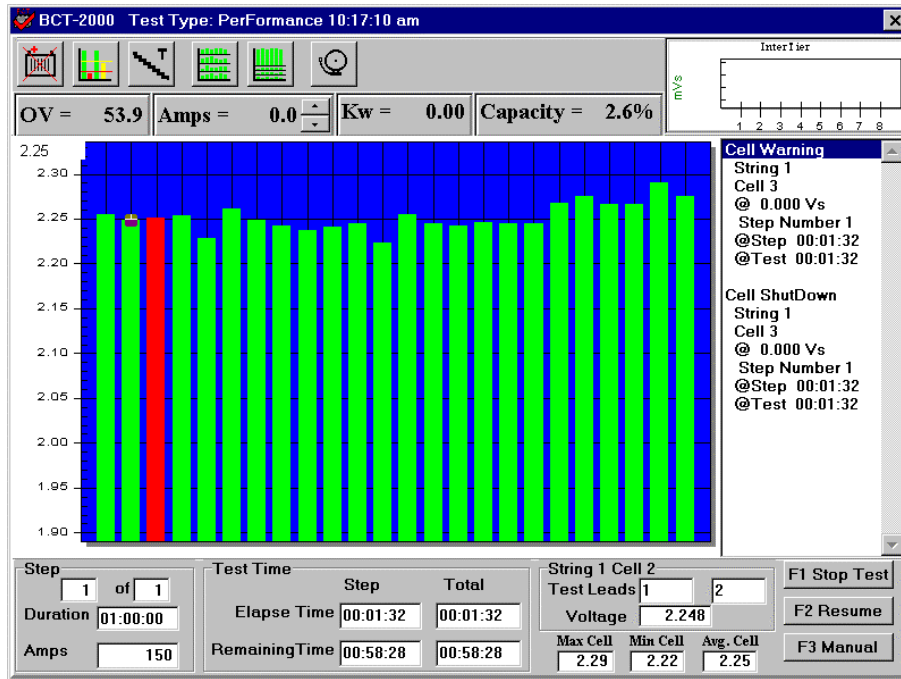 BCT-2000 Test Type: PerFormance 10:17:10 am
T
InterTier
mVs
1 2 3 4 5 6 7 8
OV = 53.9 Amps = 0.0 Kw = 0.00 Capacity = 2.6%
2.25
2.30
2.25
2.20
2.15
2.10
2.05
2.00
1.95
1.90
Cell Warning
String 1
Cell 3
@ 0.000 Vs
Step Number 1
@Step 00:01:32
@Test 00:01:32
Cell ShutDown
String 1
Cell 3
@ 0.000 Vs
Step Number 1
@Step 00:01:32
@Test 00:01:32
Step
1 of 1
Duration 01:00:00
Amps 150
Test Time
Step Total
Elapse Time 00:01:32 00:01:32
RemainingTime 00:58:28 00:58:28
String 1 Cell 2
Test Leads 1 2
Voltage 2.248
Max Cell Min Cell Avg. Cell
2.29 2.22 2.25
F1 Stop Test
F2 Resume
F3 Manual